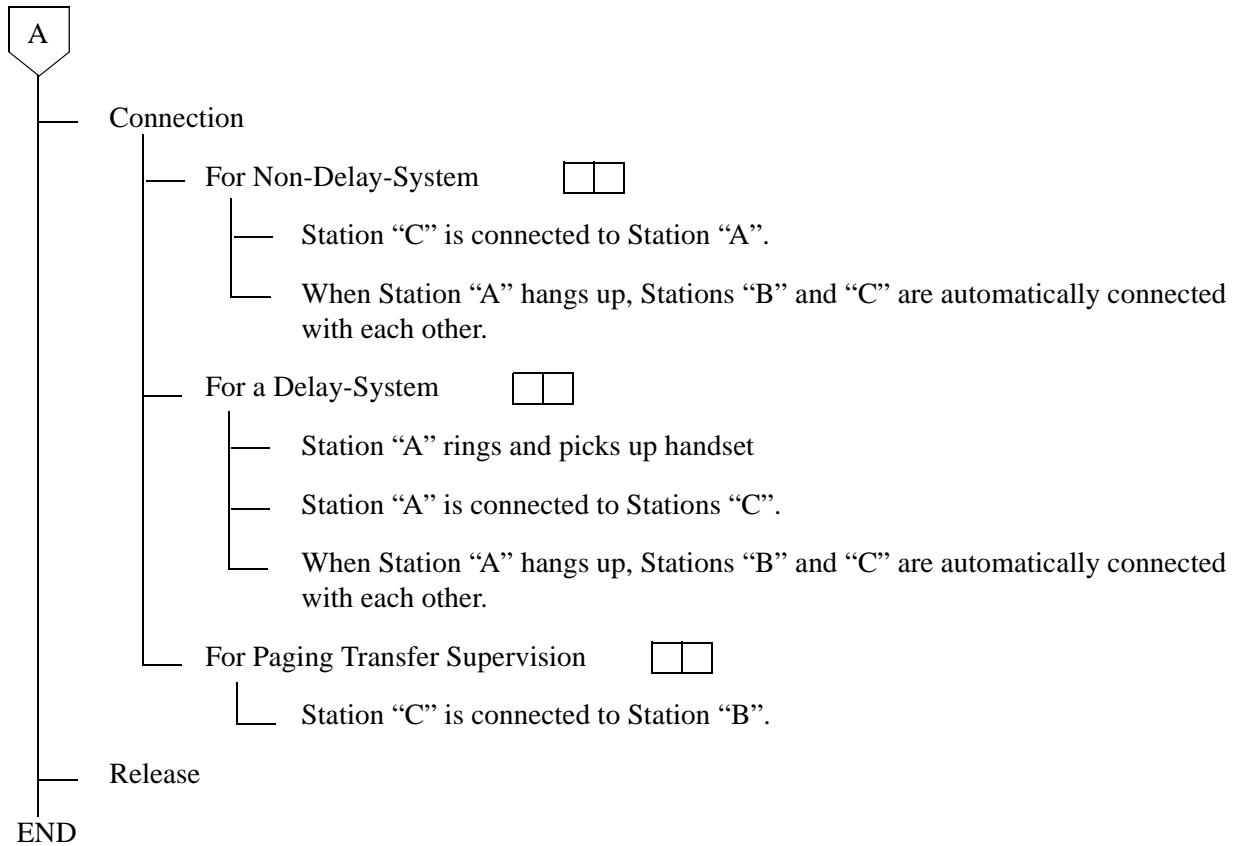 A
Connection
For Non-Delay-System
Station “C” is connected to Station “A”.
When Station “A” hangs up, Stations “B” and “C” are automatically connected
with each other.
For a Delay-System
Station “A” rings and picks up handset
Station “A” is connected to Stations “C”.
When Station “A” hangs up, Stations “B” and “C” are automatically connected
with each other.
For Paging Transfer Supervision
Station “C” is connected to Station “B”.
Release
END